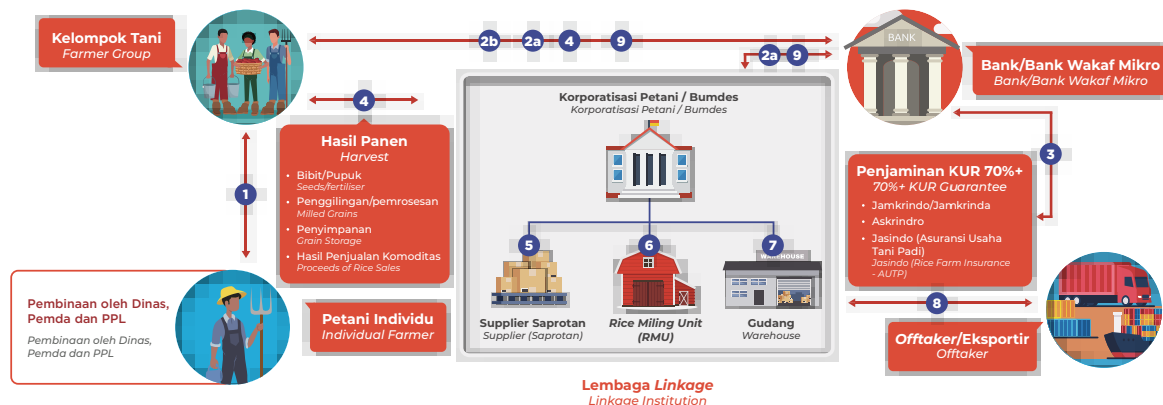 Kelompok Tani
Farmer Group
2b
2a
4
9
2a
9
BANK
Bank/Bank Wakaf Mikro
Bank/Bank Wakaf Mikro
4
Hasil Panen
Harvest
• Bibit/Pupuk
Seeds/fertiliser
• Penggilingan/pemrosesan
Milled Grains
• Penyimpanan
Grain Storage
• Hasil Penjualan Komoditas
Proceeds of Rice Sales
1
Korporatisasi Petani / Bumdes
Korporatisasi Petani / Bumdes
5
6
7
WAREHOUSE
Supplier Saprotan
Supplier (Saprotan)
Rice Miling Unit
(RMU)
Gudang
Warehouse
3
Penjaminan KUR 70%+
70%+ KUR Guarantee
• Jamkrindo/Jamkrinda
• Askrindro
• Jasindo (Asuransi Usaha
Tani Padi)
Jasindo (Rice Farm Insurance
- AUTP)
8
Pembinaan oleh Dinas,
Pemda dan PPL
Pembinaan oleh Dinas,
Pemda dan PPL
Petani Individu
Individual Farmer
Offtaker/Eksportir
Offtaker
Lembaga Linkage
Linkage Institution